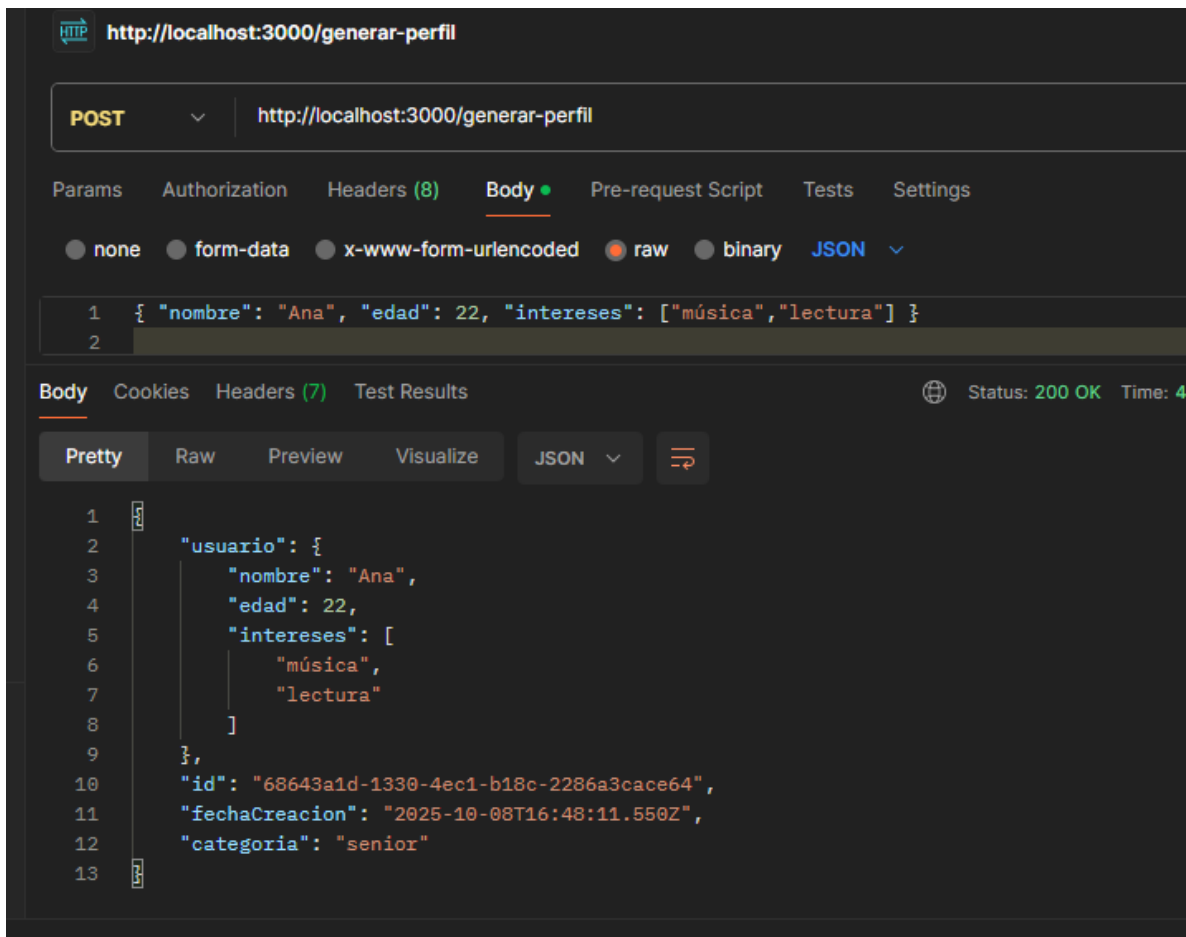 HTTP http://localhost:3000/generar-perfil
POST http://localhost:3000/generar-perfil
Params Authorization Headers (8) Body Pre-request Script Tests Settings
none form-data x-www-form-urlencoded raw binary JSON
1 { "nombre": "Ana", "edad": 22, "intereses": ["música","lectura"] }
2
Body Cookies Headers (7) Test Results Status: 200 OK Time: 4
Pretty Raw Preview Visualize JSON
1 {
2 "usuario": {
3 "nombre": "Ana",
4 "edad": 22,
5 "intereses": [
6 "música",
7 "lectura"
8 ]
9 },
10 "id": "68643a1d-1330-4ec1-b18c-2286a3cace64",
11 "fechaCreacion": "2025-10-08T16:48:11.550Z",
12 "categoria": "senior"
13 }